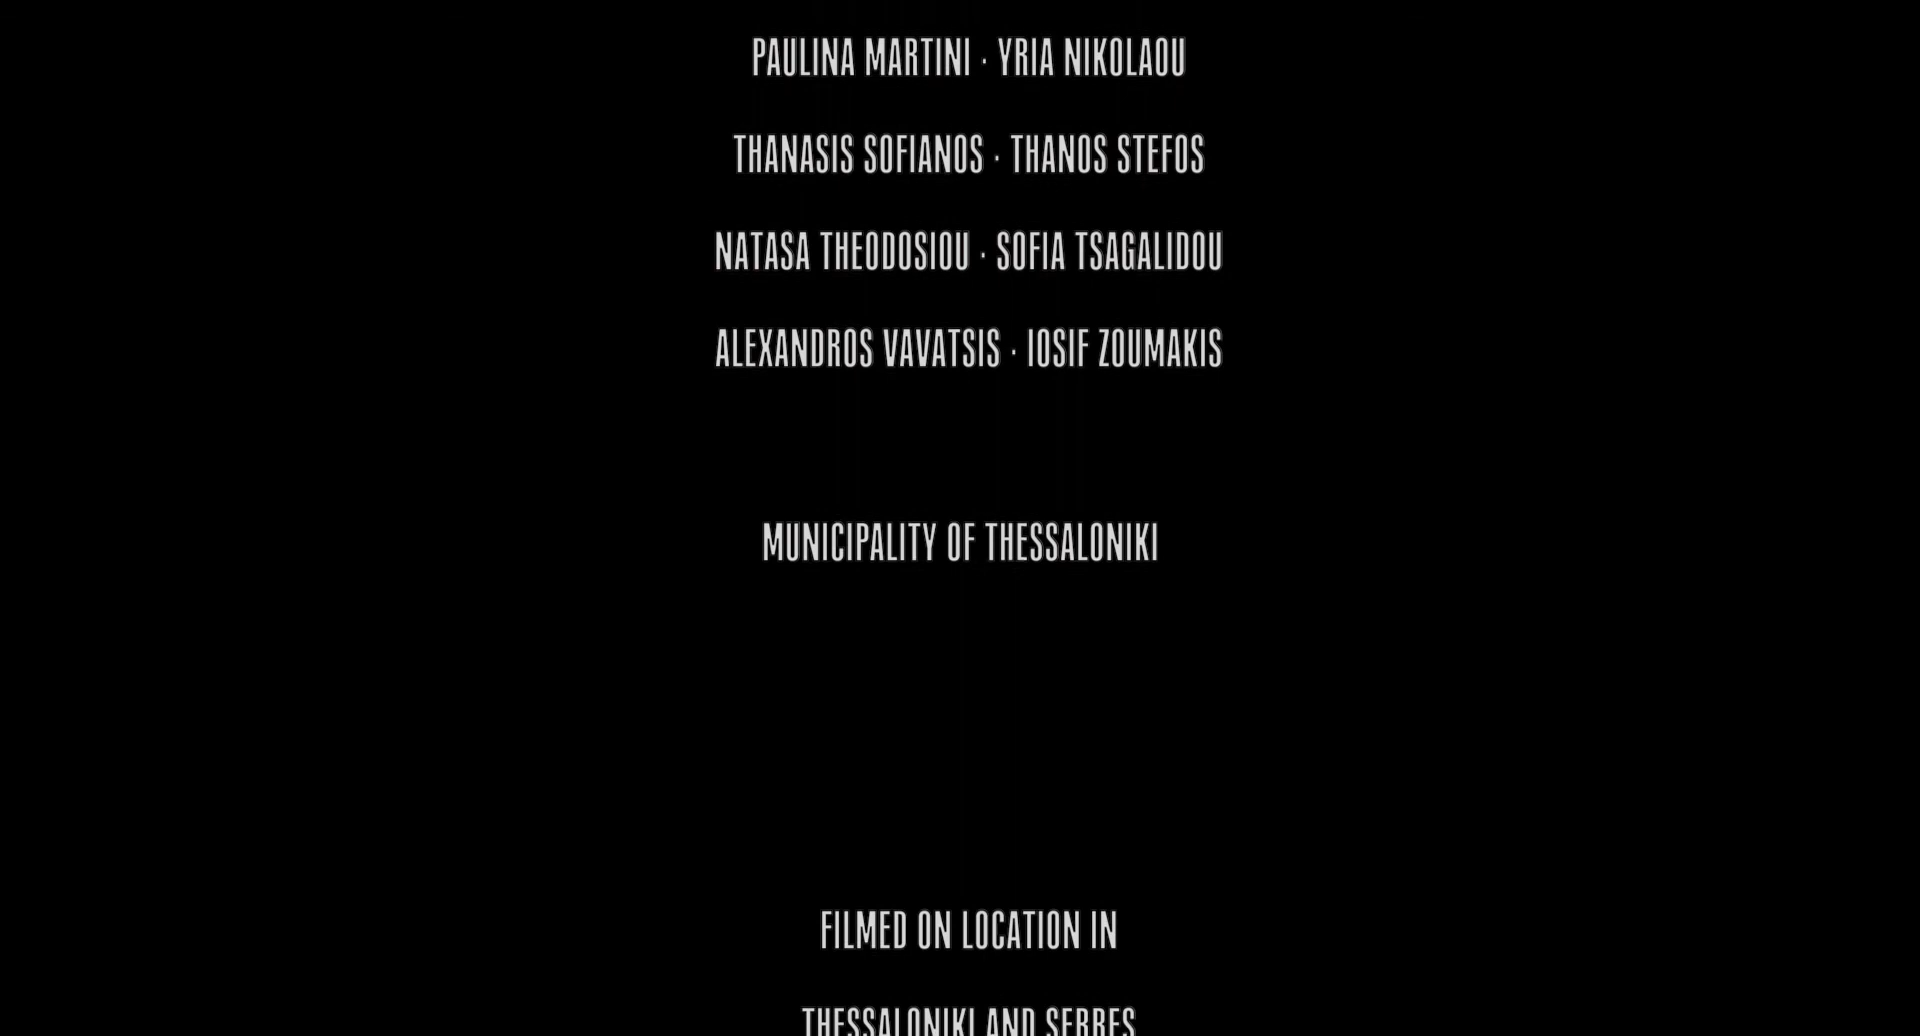 PAULINA MARTINI · YRIA NIKOLAOU
THANASIS SOFIANOS · THANOS STEFOS
NATASA THEODOSIOU · SOFIA TSAGALIDOU
ALEXANDROS VAVATSIS · IOSIF ZOUMAKIS
MUNICIPALITY OF THESSALONIKI
FILMED ON LOCATION IN
THESSALONIKI AND SERRES